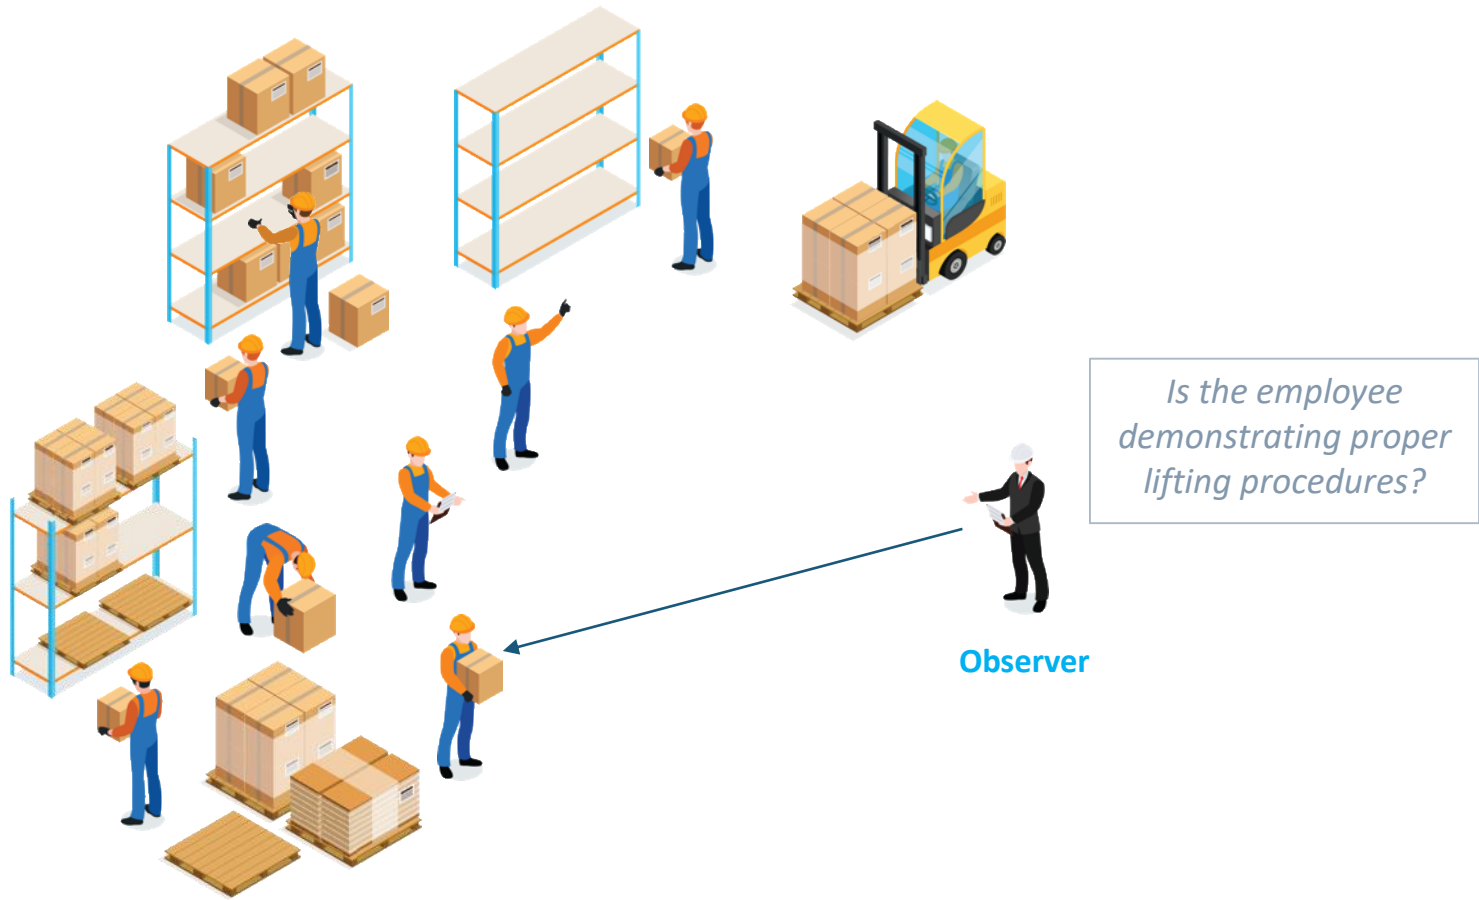 Is the employee
demonstrating proper
lifting procedures?
Observer